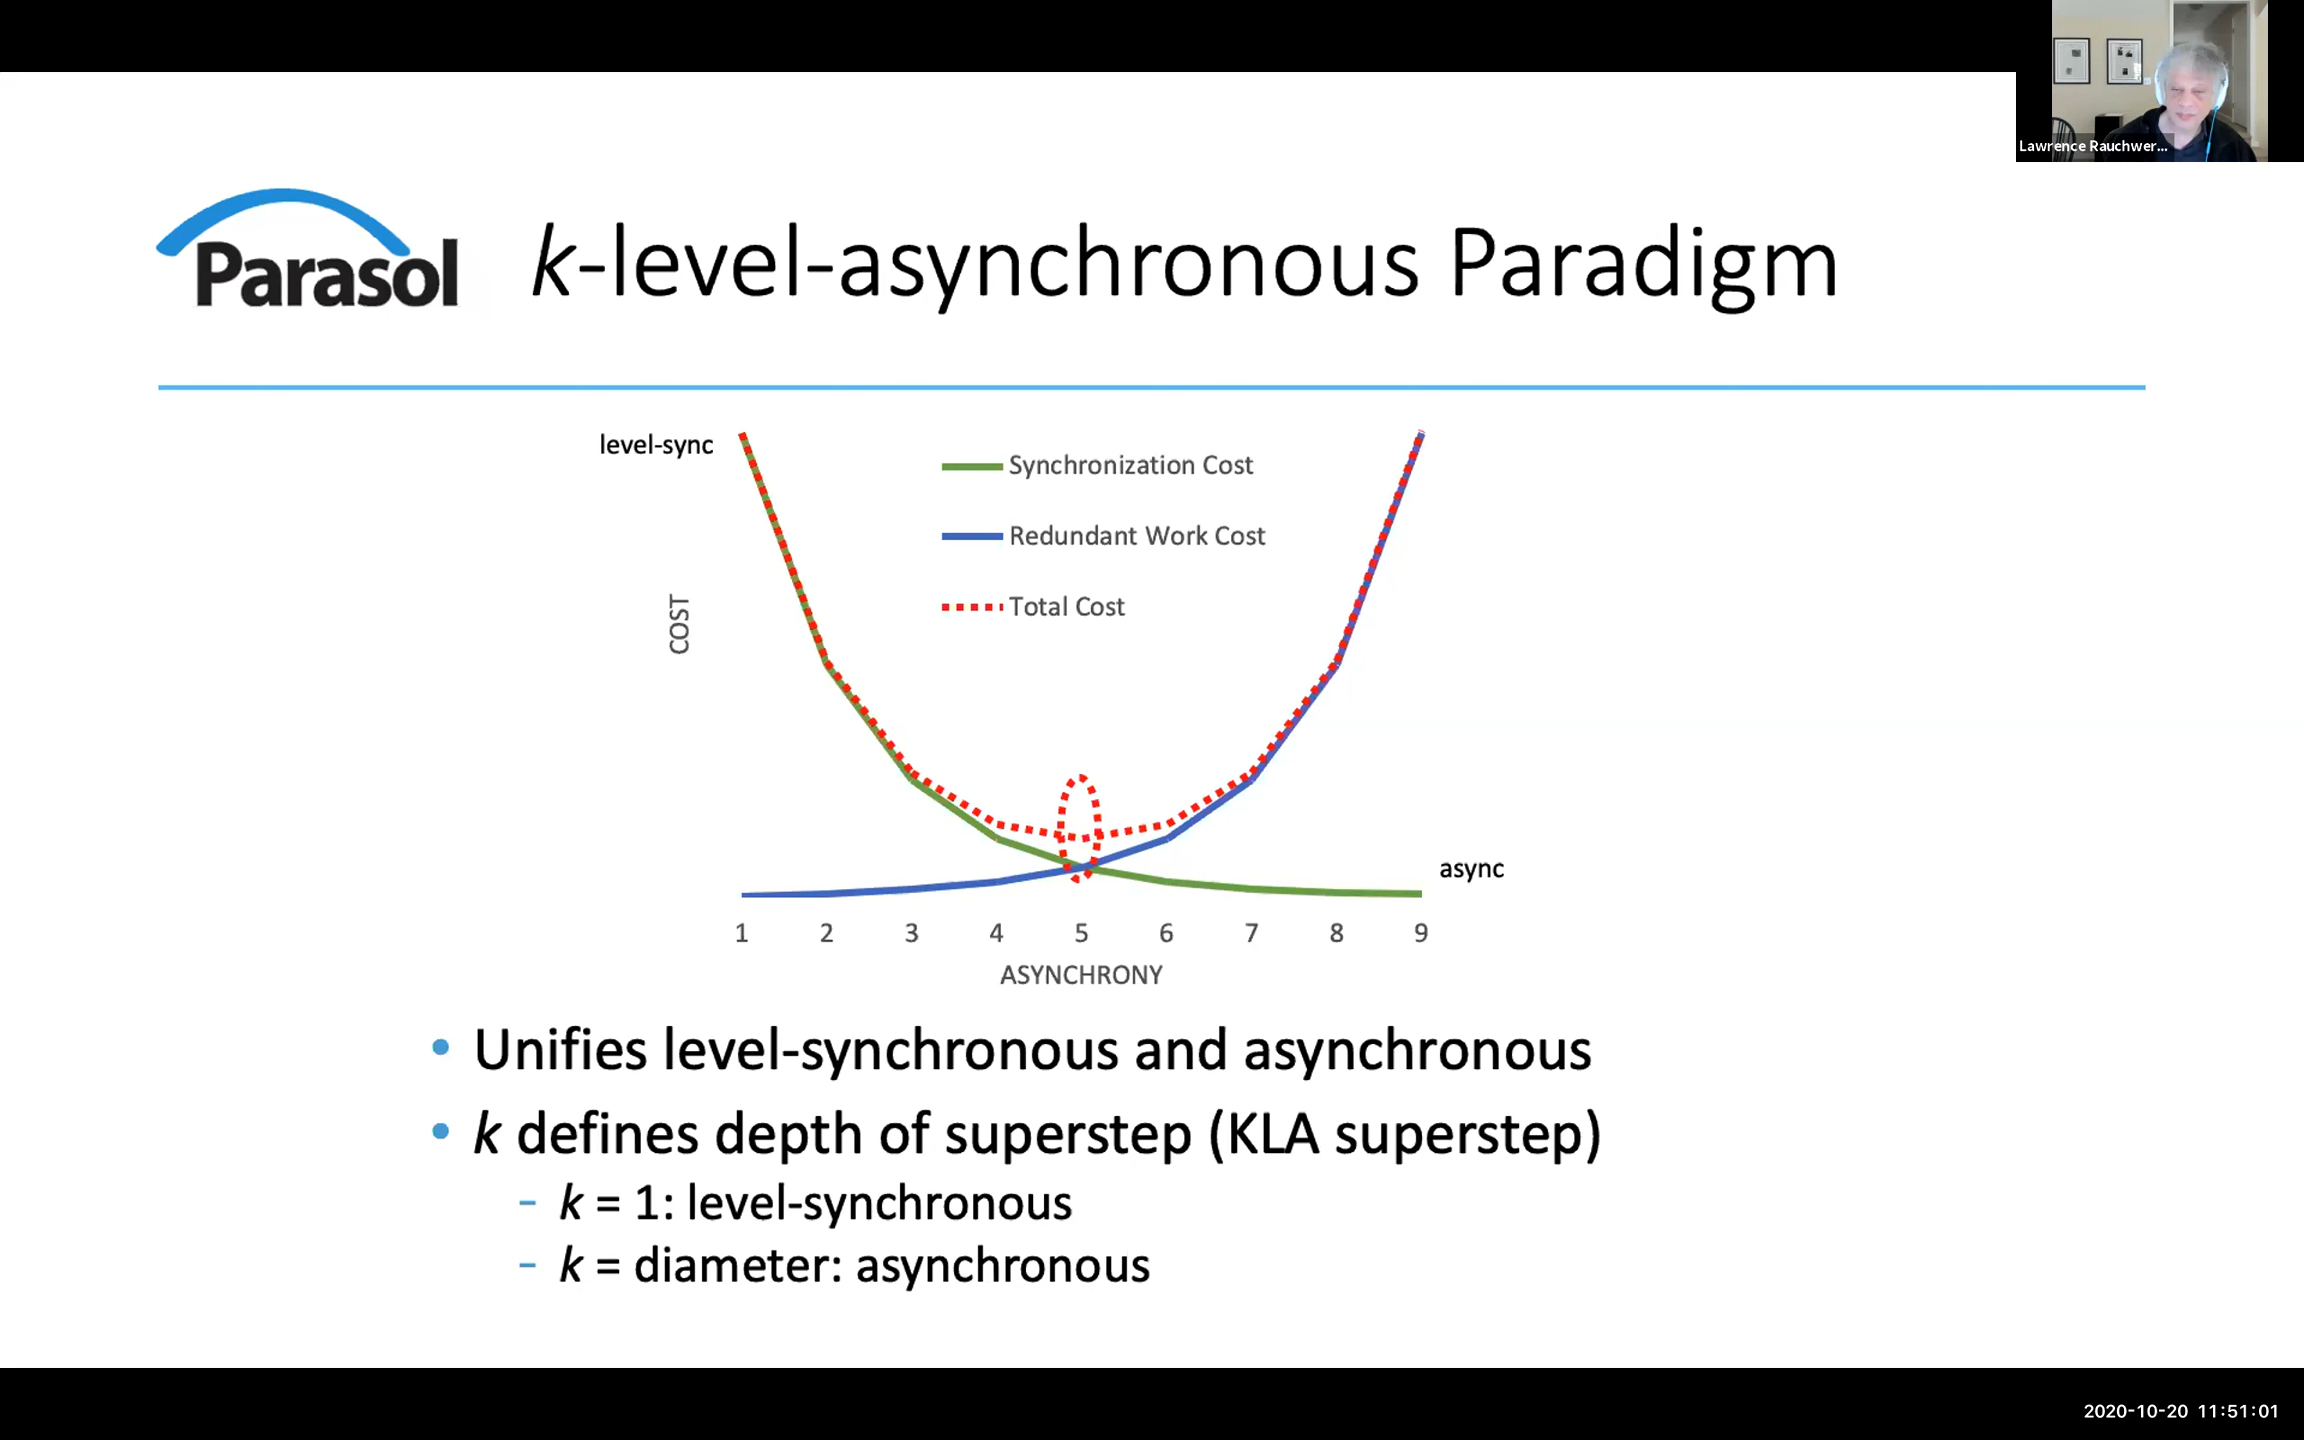 Lawrence Rauchwer...
Parasol
k-level-asynchronous Paradigm
level-sync
Synchronization Cost
Redundant Work Cost
Total Cost
COST
async
1 2 3 4 5 6 7 8 9
ASYNCHRONY
• Unifies level-synchronous and asynchronous
• k defines depth of superstep (KLA superstep)
– k = 1: level-synchronous
– k = diameter: asynchronous
2020-10-20 11:51:01